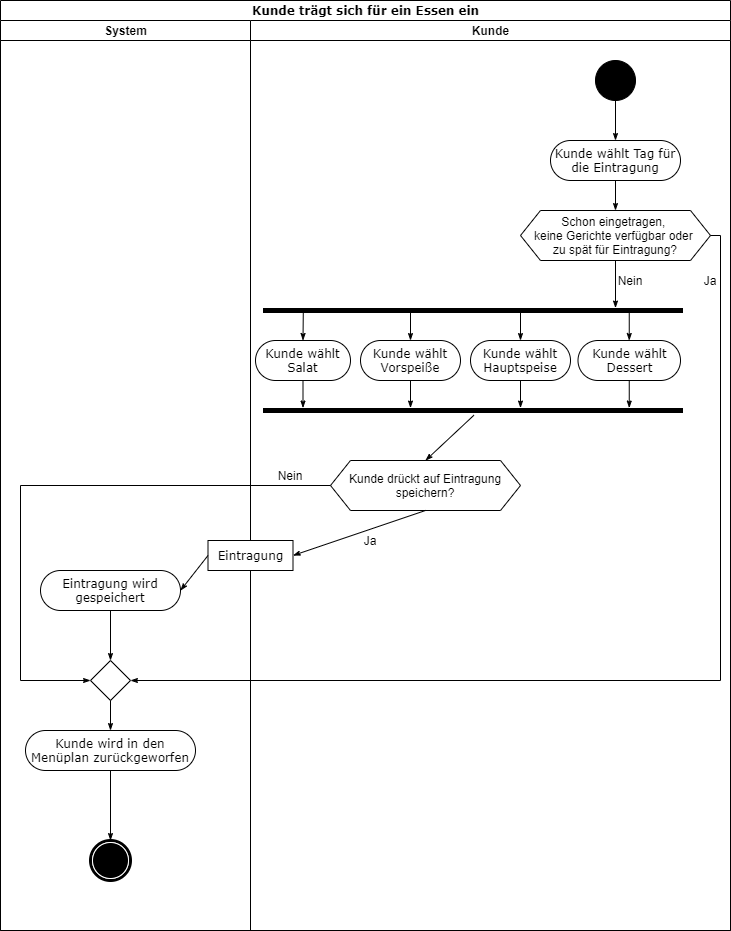 Kunde trägt sich für ein Essen ein
System
Kunde
Kunde wählt Tag für
die Eintragung
Schon eingetragen,
keine Gerichte verfügbar oder
zu spät für Eintragung?
Nein
Ja
Kunde wählt
Salat
Kunde wählt
Vorspeiße
Kunde wählt
Hauptspeise
Kunde wählt
Dessert
Kunde drückt auf Eintragung
speichern?
Nein
Ja
Eintragung
Eintragung wird
gespeichert
Kunde wird in den
Menüplan zurückgeworfen